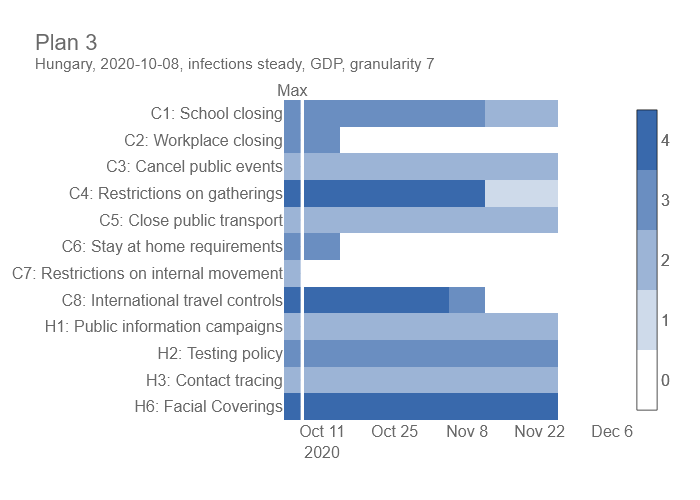 Plan 3
Hungary, 2020-10-08, infections steady, GDP, granularity 7
Max
C1: School closing
C2: Workplace closing
C3: Cancel public events
C4: Restrictions on gatherings
C5: Close public transport
C6: Stay at home requirements
C7: Restrictions on internal movement
C8: International travel controls
H1: Public information campaigns
H2: Testing policy
H3: Contact tracing
H6: Facial Coverings
Oct 11 Oct 25 Nov 8 Nov 22 Dec 6
2020
4
3
2
1
0